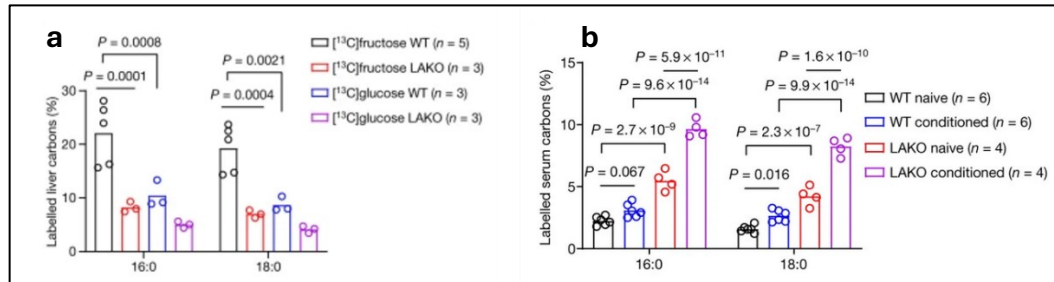 a
P = 0.0008
P = 0.0001
P = 0.0021
P = 0.0004
[¹³C]fructose WT (n = 5)
[¹³C]fructose LAKO (n = 3)
[¹³C]glucose WT (n = 3)
[¹³C]glucose LAKO (n = 3)
Labelled liver carbons (%)
30
20
10
0
16:0
18:0
b
P = 5.9 × 10⁻¹¹
P = 9.6 × 10⁻¹⁴
P = 2.7 × 10⁻⁹
P = 0.067
P = 1.6 × 10⁻¹⁰
P = 9.9 × 10⁻¹⁴
P = 2.3 × 10⁻⁷
P = 0.016
WT naive (n = 6)
WT conditioned (n = 6)
LAKO naive (n = 4)
LAKO conditioned (n = 4)
Labelled serum carbons (%)
15
10
5
0
16:0
18:0